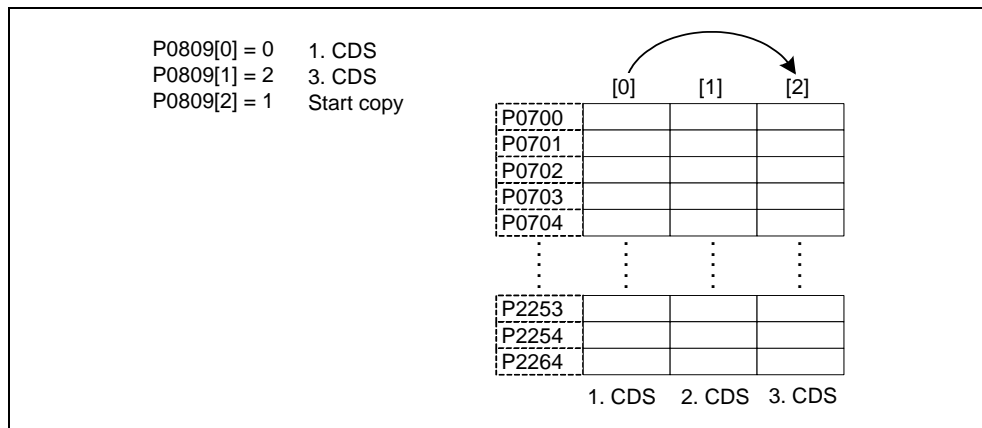 P0809[0] = 0 1. CDS
P0809[1] = 2 3. CDS
P0809[2] = 1 Start copy
[0] [1] [2]
P0700
P0701
P0702
P0703
P0704
P2253
P2254
P2264
1. CDS 2. CDS 3. CDS